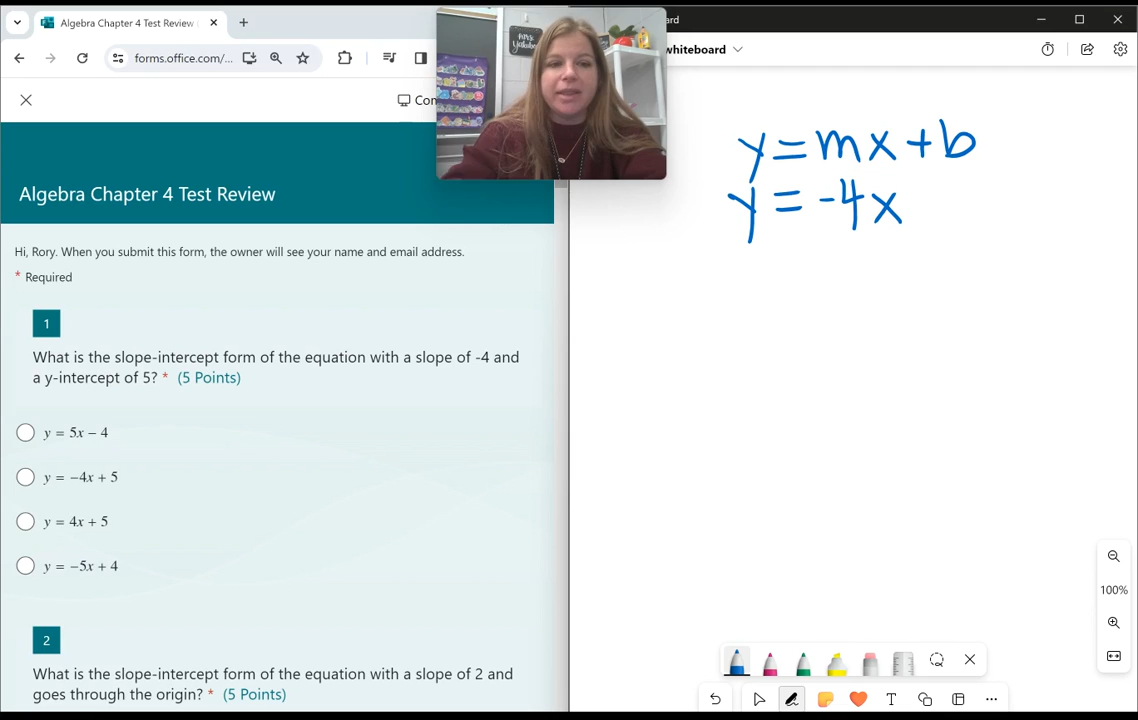 Algebra Chapter 4 Test Review
forms.office.com/...
Con
Algebra Chapter 4 Test Review
Hi, Rory. When you submit this form, the owner will see your name and email address.
* Required
1
What is the slope-intercept form of the equation with a slope of -4 and
a y-intercept of 5? * (5 Points)
y = 5x − 4
y = −4x + 5
y = 4x + 5
y = −5x + 4
2
What is the slope-intercept form of the equation with a slope of 2 and
goes through the origin? * (5 Points)
ard
whiteboard
y = mx + b
y = -4x
100%
T